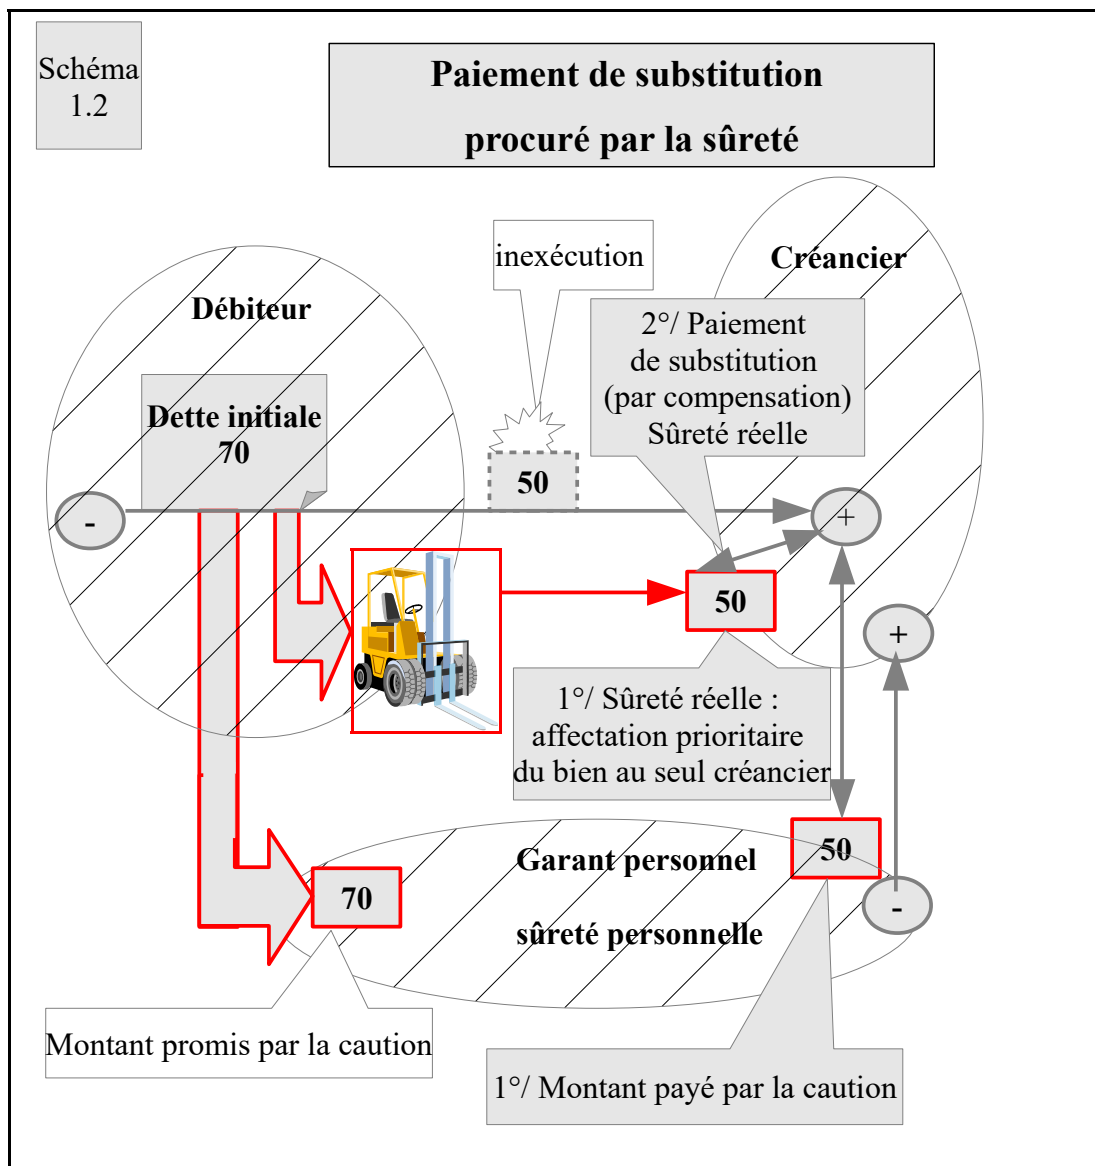 Schéma
1.2
Paiement de substitution
procuré par la sûreté
inexécution
Créancier
Débiteur
2°/ Paiement
de substitution
(par compensation)
Sûreté réelle
Dette initiale
70
50
-
+
50
+
1°/ Sûreté réelle :
affectation prioritaire
du bien au seul créancier
50
Garant personnel
70
-
sûreté personnelle
Montant promis par la caution
1°/ Montant payé par la caution